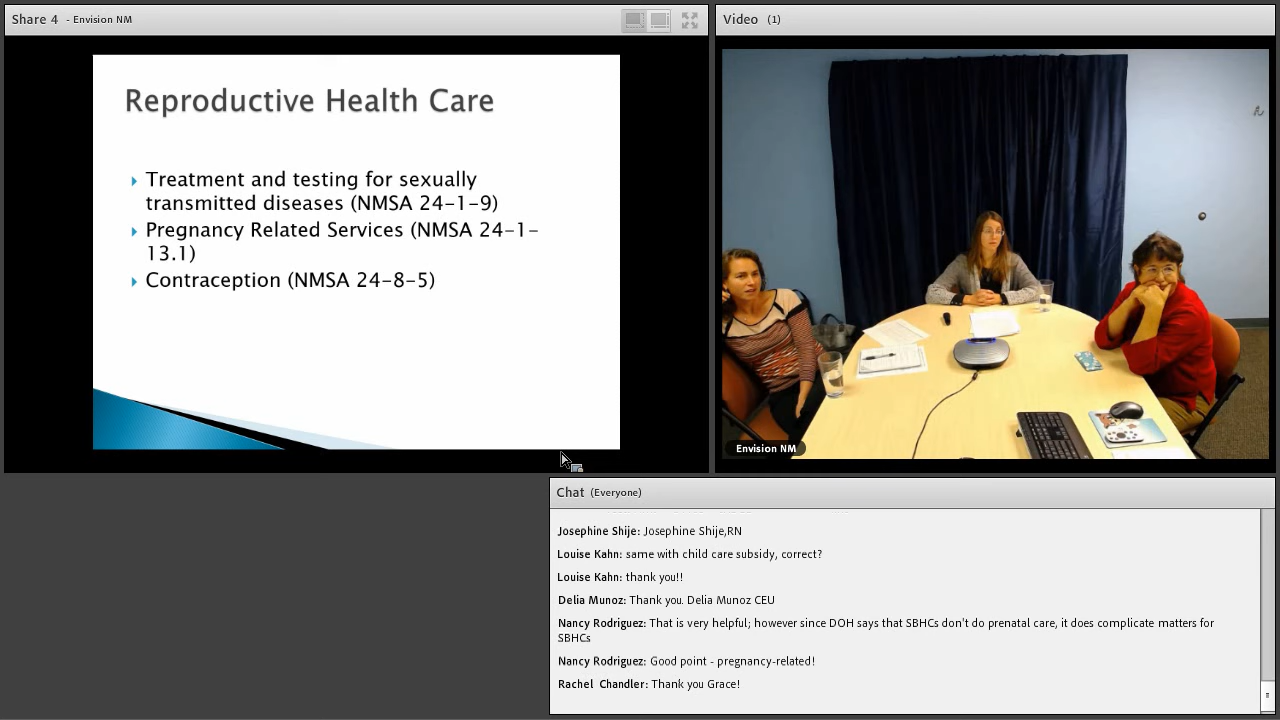 Share 4 - Envision NM
Reproductive Health Care
Treatment and testing for sexually
transmitted diseases (NMSA 24-1-9)
Pregnancy Related Services (NMSA 24-1-
13.1)
Contraception (NMSA 24-8-5)
Video (1)
Envision NM
Chat (Everyone)
Josephine Shije: Josephine Shije,RN
Louise Kahn: same with child care subsidy, correct?
Louise Kahn: thank you!!
Delia Munoz: Thank you. Delia Munoz CEU
Nancy Rodriguez: That is very helpful; however since DOH says that SBHCs don't do prenatal care, it does complicate matters for
SBHCs
Nancy Rodriguez: Good point - pregnancy-related!
Rachel Chandler: Thank you Grace!